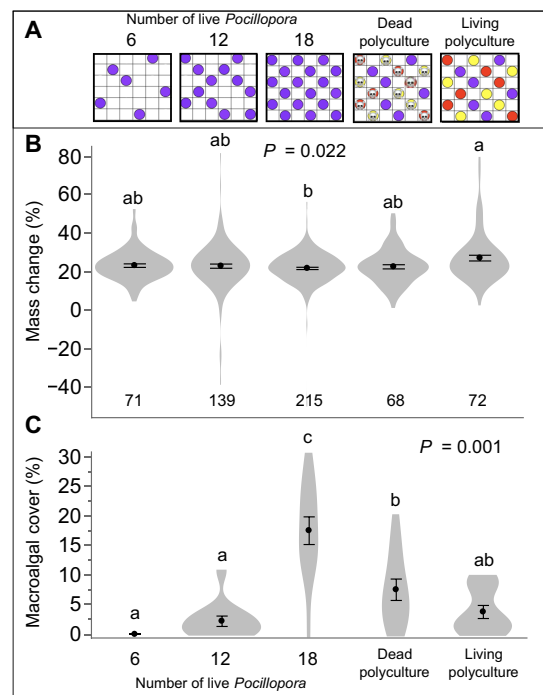 A
Number of live Pocillopora
6 12 18 Dead polyculture Living polyculture
B
P = 0.022
Mass change (%)
80
60
40
20
0
−20
−40
ab ab b ab a
71 139 215 68 72
C
P = 0.001
Macroalgal cover (%)
30
25
20
15
10
5
0
a a c b ab
6 12 18 Dead polyculture Living polyculture
Number of live Pocillopora